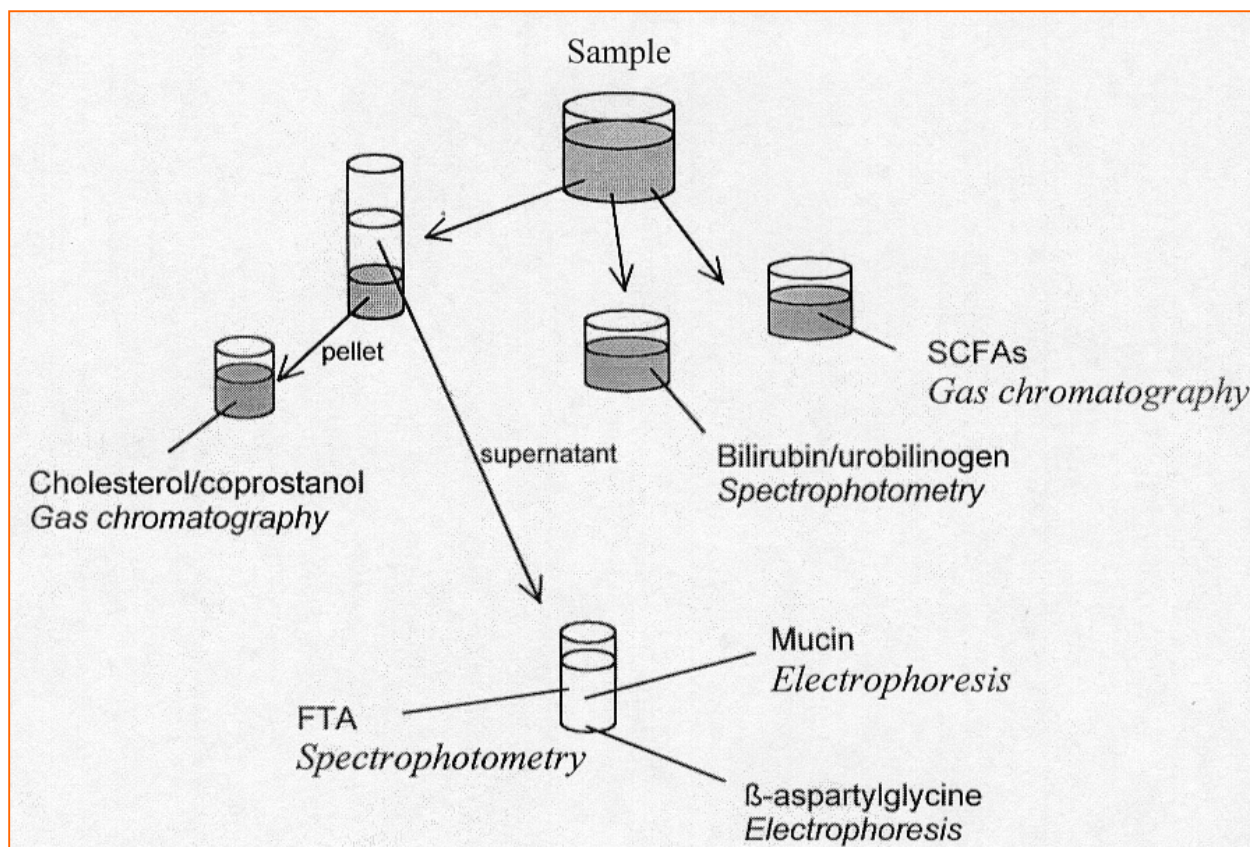 Sample
pellet
SCFAs
Gas chromatography
supernatant
Bilirubin/urobilinogen
Spectrophotometry
Cholesterol/coprostanol
Gas chromatography
Mucin
Electrophoresis
FTA
Spectrophotometry
ß-aspartylglycine
Electrophoresis